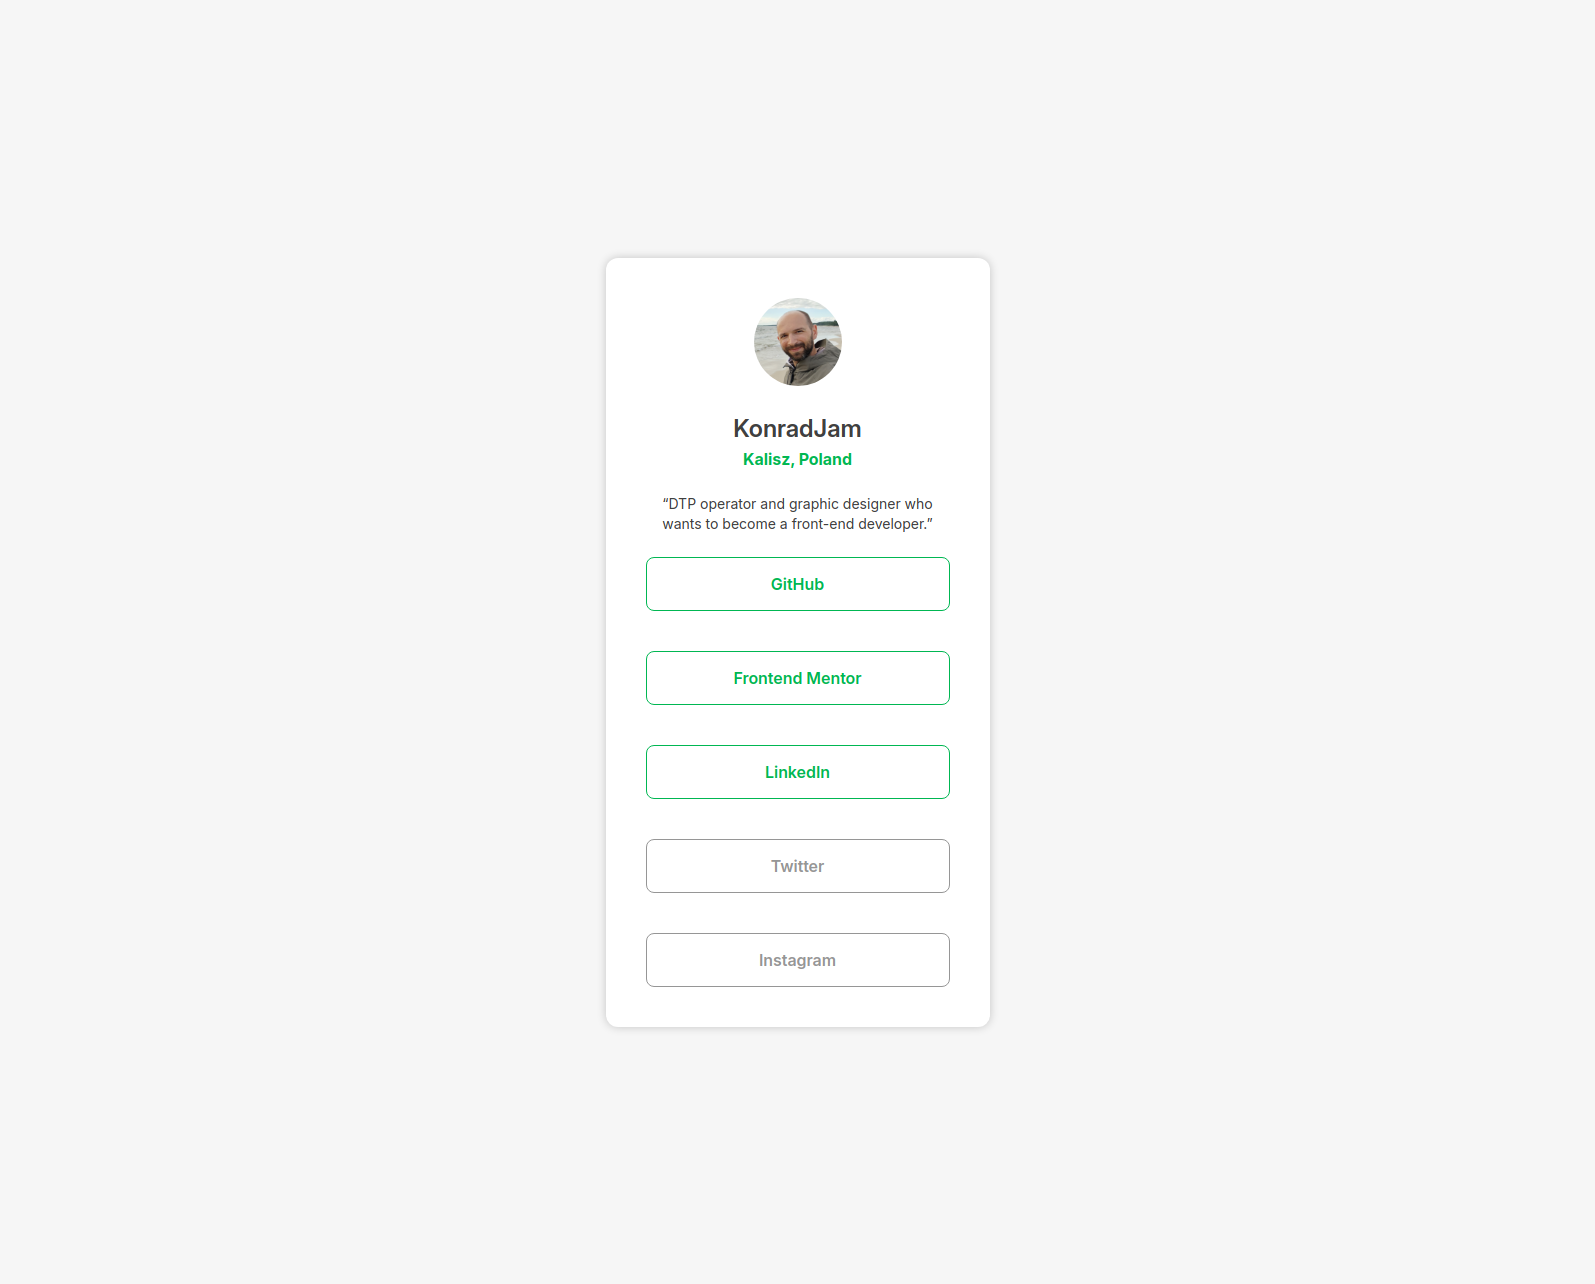 KonradJam
Kalisz, Poland
“DTP operator and graphic designer who
wants to become a front-end developer.”
GitHub
Frontend Mentor
LinkedIn
Twitter
Instagram